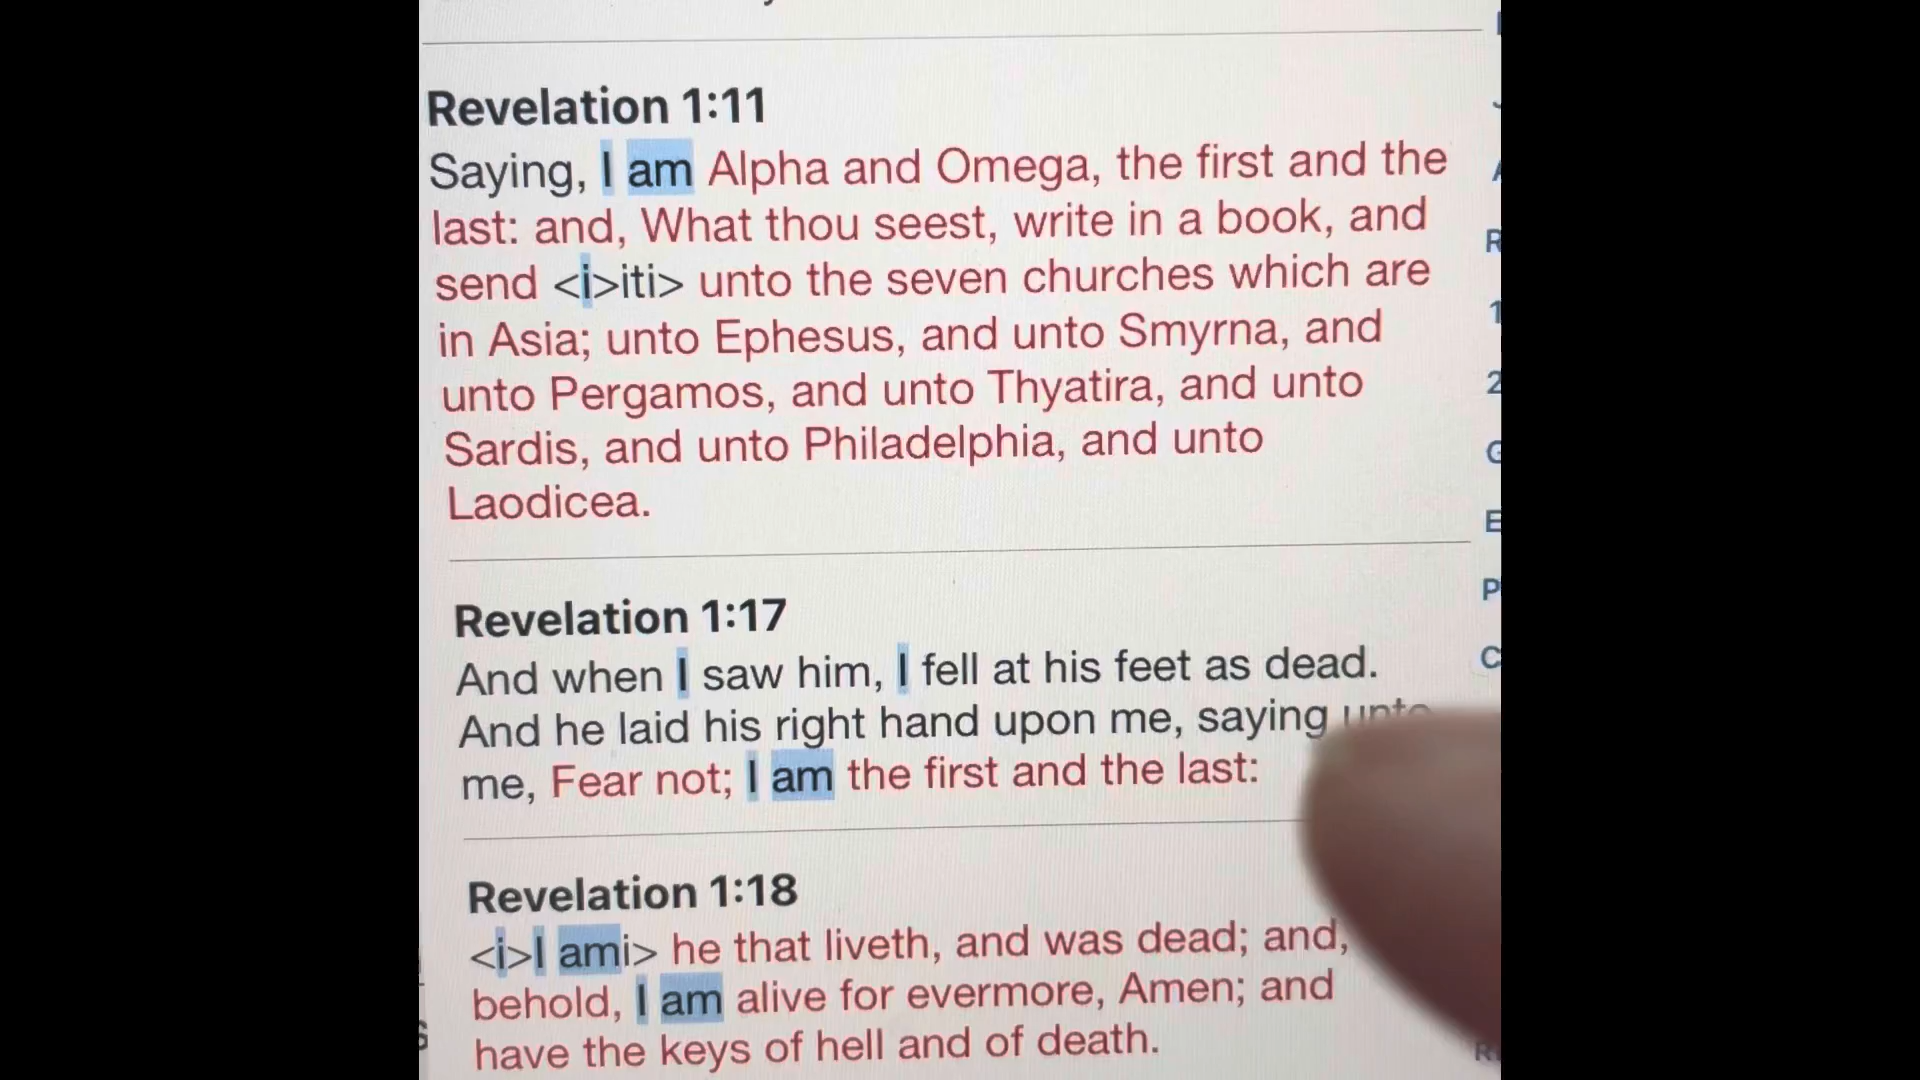 Revelation 1:11
Saying, I am Alpha and Omega, the first and the
last: and, What thou seest, write in a book, and
send <i>iti> unto the seven churches which are
in Asia; unto Ephesus, and unto Smyrna, and
unto Pergamos, and unto Thyatira, and unto
Sardis, and unto Philadelphia, and unto
Laodicea.
Revelation 1:17
And when I saw him, I fell at his feet as dead.
And he laid his right hand upon me, saying unto
me, Fear not; I am the first and the last:
Revelation 1:18
<i>I ami> he that liveth, and was dead; and,
behold, I am alive for evermore, Amen; and
have the keys of hell and of death.